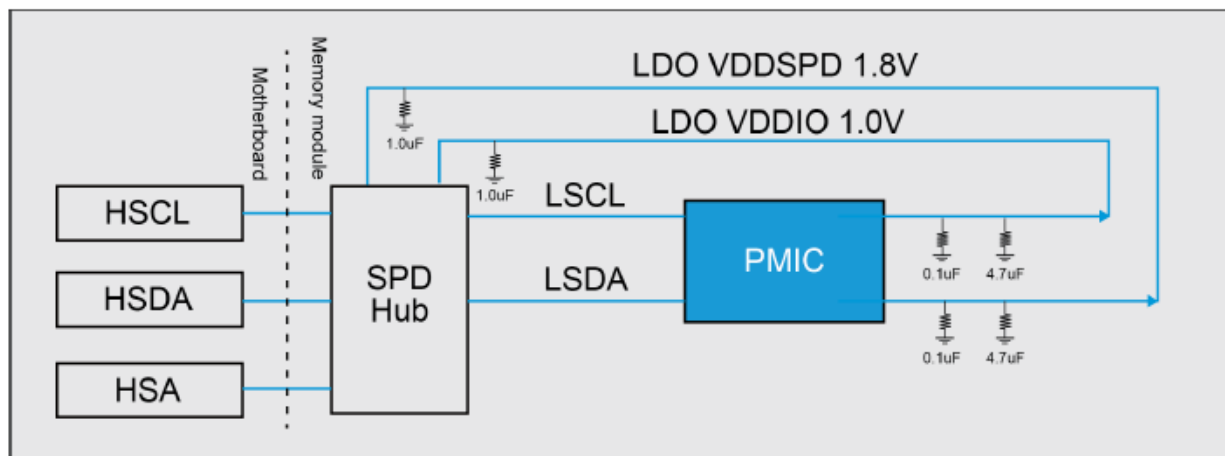 Motherboard
Memory module
LDO VDDSPD 1.8V
1.0uF
LDO VDDIO 1.0V
1.0uF
HSCL
HSDA
HSA
SPD
Hub
LSCL
LSDA
PMIC
0.1uF
4.7uF
0.1uF
4.7uF